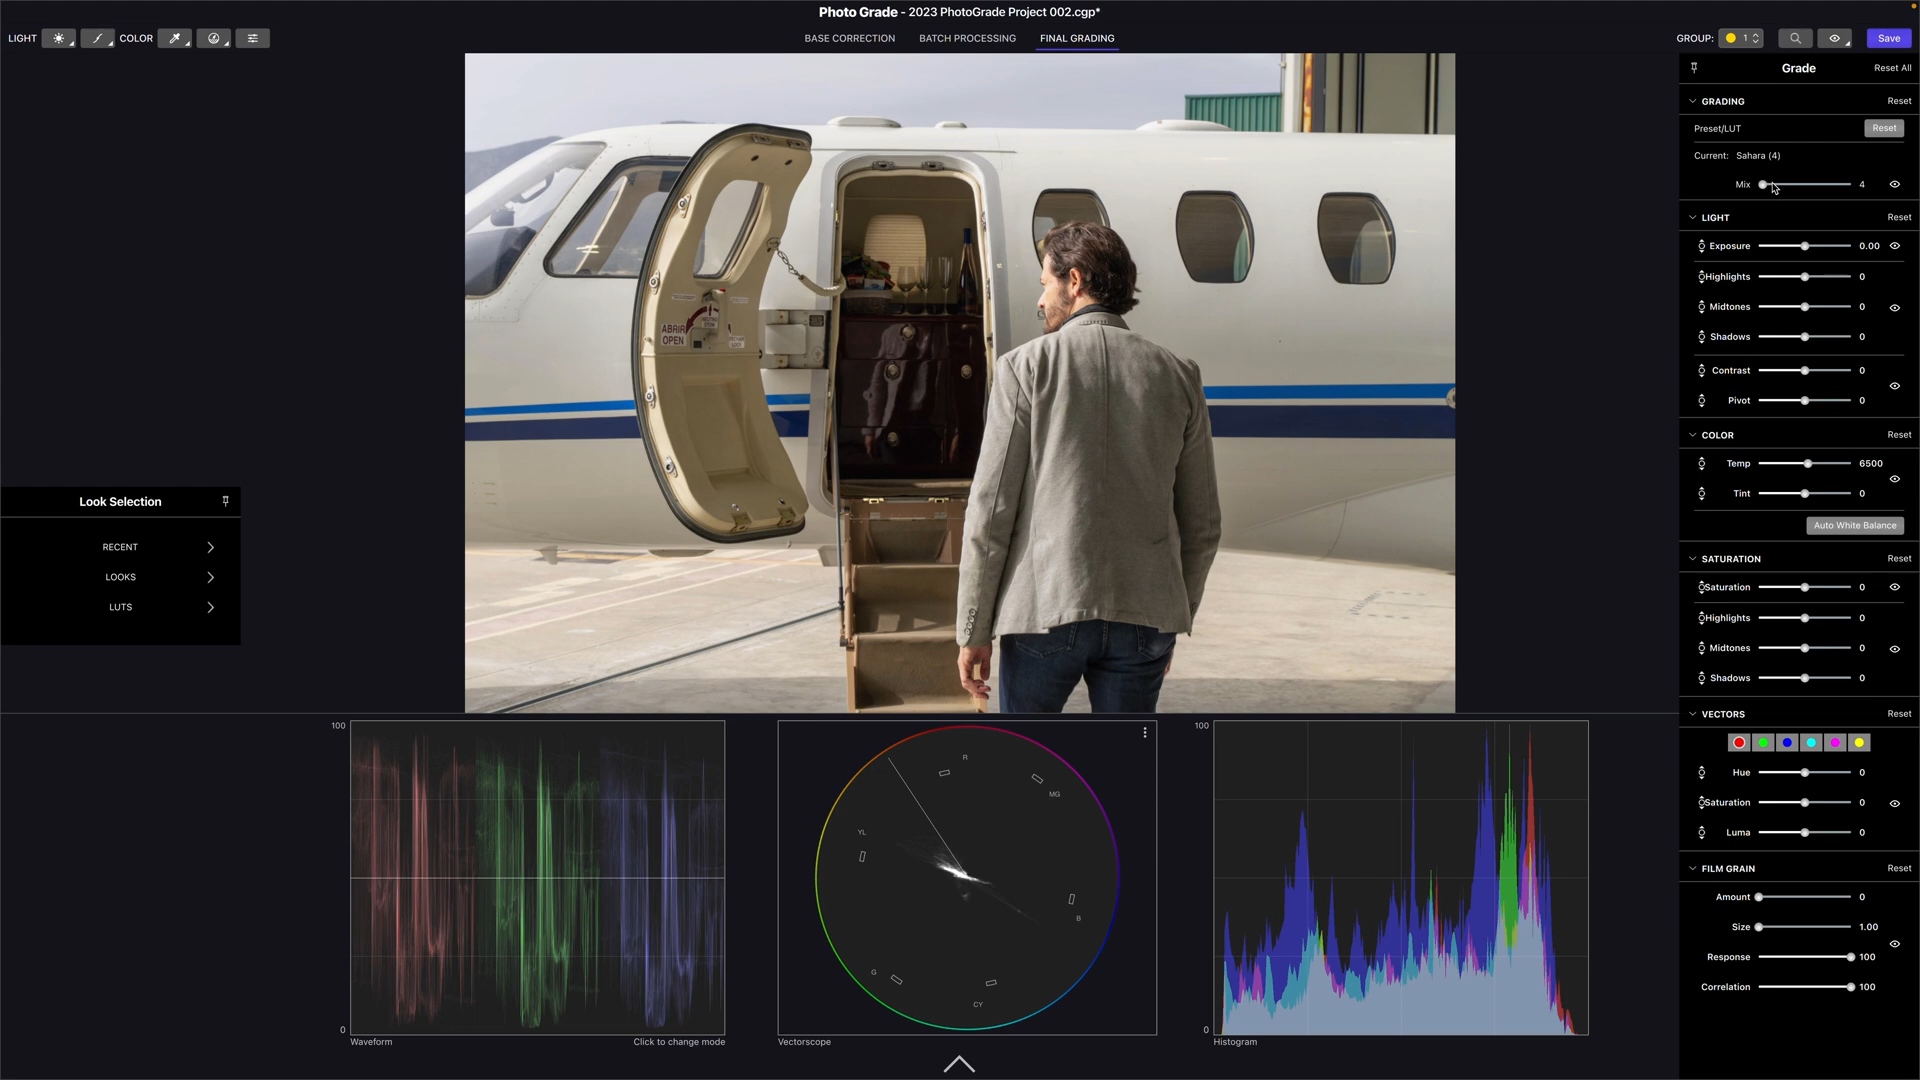 Photo Grade - 2023 PhotoGrade Project 002.cgp*
LIGHT
COLOR
BASE CORRECTION
BATCH PROCESSING
FINAL GRADING
GROUP: 1
Save
Grade
Reset All
GRADING Reset
Preset/LUT Reset
Current: Sahara (4)
Mix 4
LIGHT Reset
Exposure 0.00
Highlights 0
Midtones 0
Shadows 0
Contrast 0
Pivot 0
COLOR Reset
Temp 6500
Tint 0
Auto White Balance
SATURATION Reset
Saturation 0
Highlights 0
Midtones 0
Shadows 0
VECTORS Reset
Hue 0
Saturation 0
Luma 0
FILM GRAIN Reset
Amount 0
Size 1.00
Response 100
Correlation 100
ABRIR
OPEN
Look Selection
RECENT
LOOKS
LUTS
100
0
Waveform
Click to change mode
R
MG
YL
B
G
CY
Vectorscope
100
0
Histogram